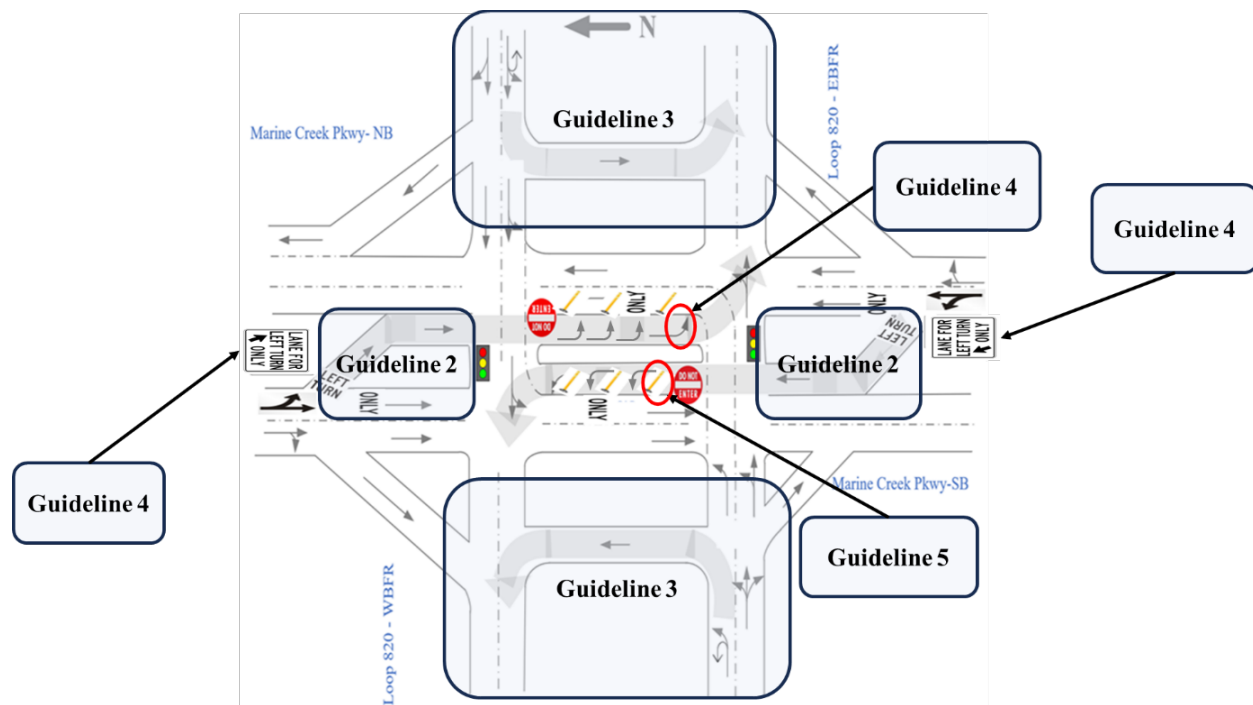 N
Guideline 3
Marine Creek Pkwy- NB
Loop 820 - EBFR
Guideline 4
Guideline 4
DO NOT
ENTER
ONLY
ONLY
LEFT
TURN
LANE FOR
LEFT TURN
ONLY
LANE FOR
LEFT TURN
ONLY
Guideline 2
Guideline 2
LEFT
TURN
ONLY
DO NOT
ENTER
ONLY
Guideline 4
Marine Creek Pkwy-SB
Guideline 5
Guideline 3
Loop 820 - WBFR